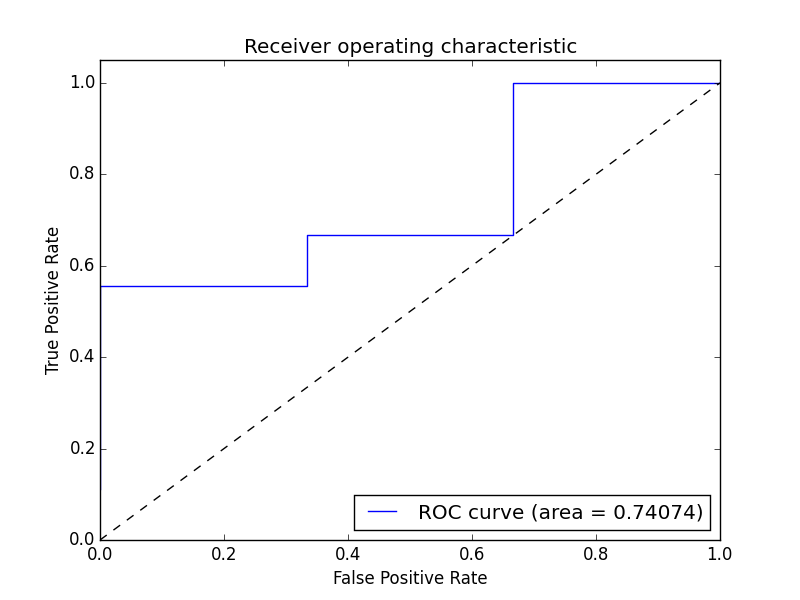 Receiver operating characteristic
True Positive Rate
1.0
0.8
0.6
0.4
0.2
0.0
ROC curve (area = 0.74074)
0.0 0.2 0.4 0.6 0.8 1.0
False Positive Rate